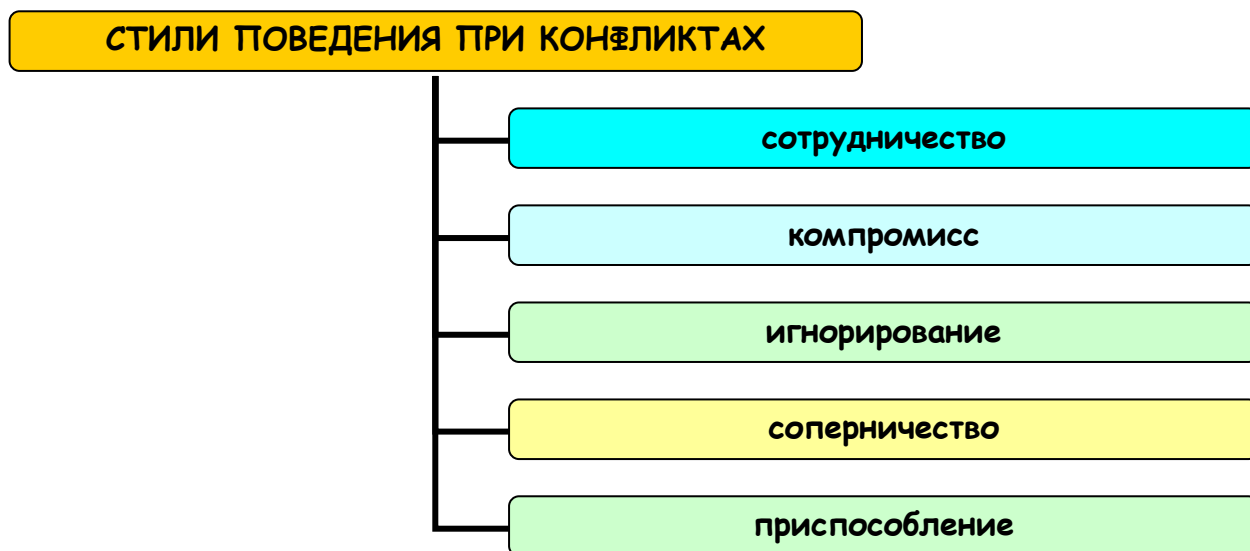 СТИЛИ ПОВЕДЕНИЯ ПРИ КОНФЛИКТАХ
сотрудничество
компромисс
игнорирование
соперничество
приспособление